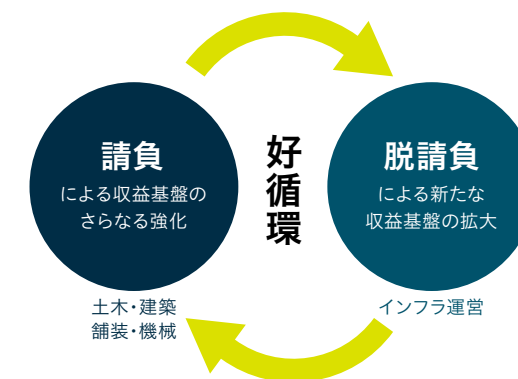 請負
による収益基盤の
さらなる強化
土木・建築
舗装・機械
好循環
脱請負
による新たな
収益基盤の拡大
インフラ運営